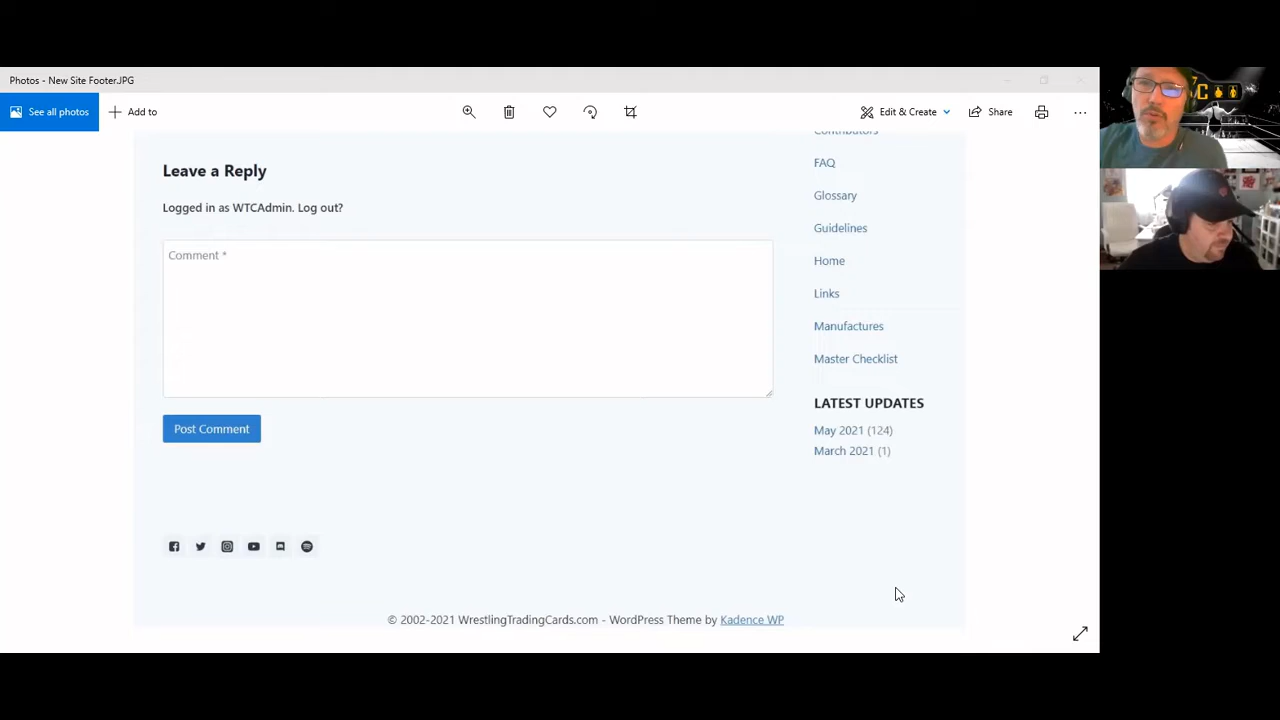 Photos - New Site Footer.JPG
See all photos
Add to
Edit & Create
Share
Contributors
Leave a Reply
FAQ
Glossary
Logged in as WTCAdmin. Log out?
Guidelines
Comment *
Home
Links
Manufactures
Master Checklist
LATEST UPDATES
Post Comment
May 2021 (124)
March 2021 (1)
© 2002-2021 WrestlingTradingCards.com - WordPress Theme by Kadence WP